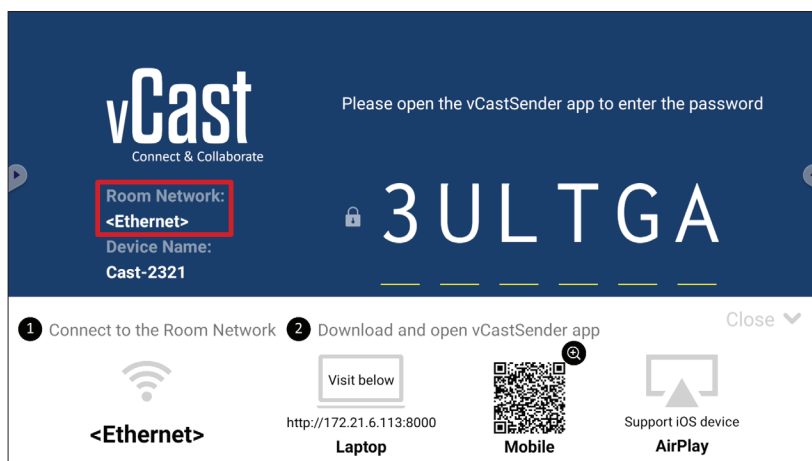 vCast
Connect & Collaborate
Please open the vCastSender app to enter the password
Room Network:
<Ethernet>
Device Name:
Cast-2321
3ULTGA
Close
1 Connect to the Room Network
2 Download and open vCastSender app
<Ethernet>
Visit below
http://172.21.6.113:8000
Laptop
Mobile
Support iOS device
AirPlay